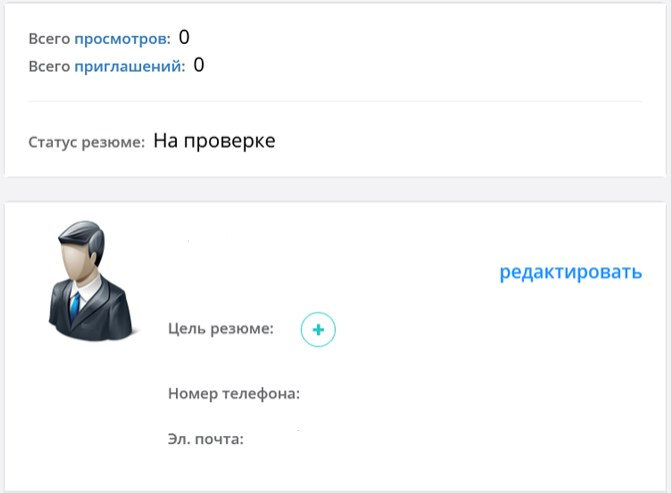 Всего просмотров: 0
Всего приглашений: 0
Статус резюме: На проверке
редактировать
Цель резюме: +
Номер телефона:
Эл. почта: